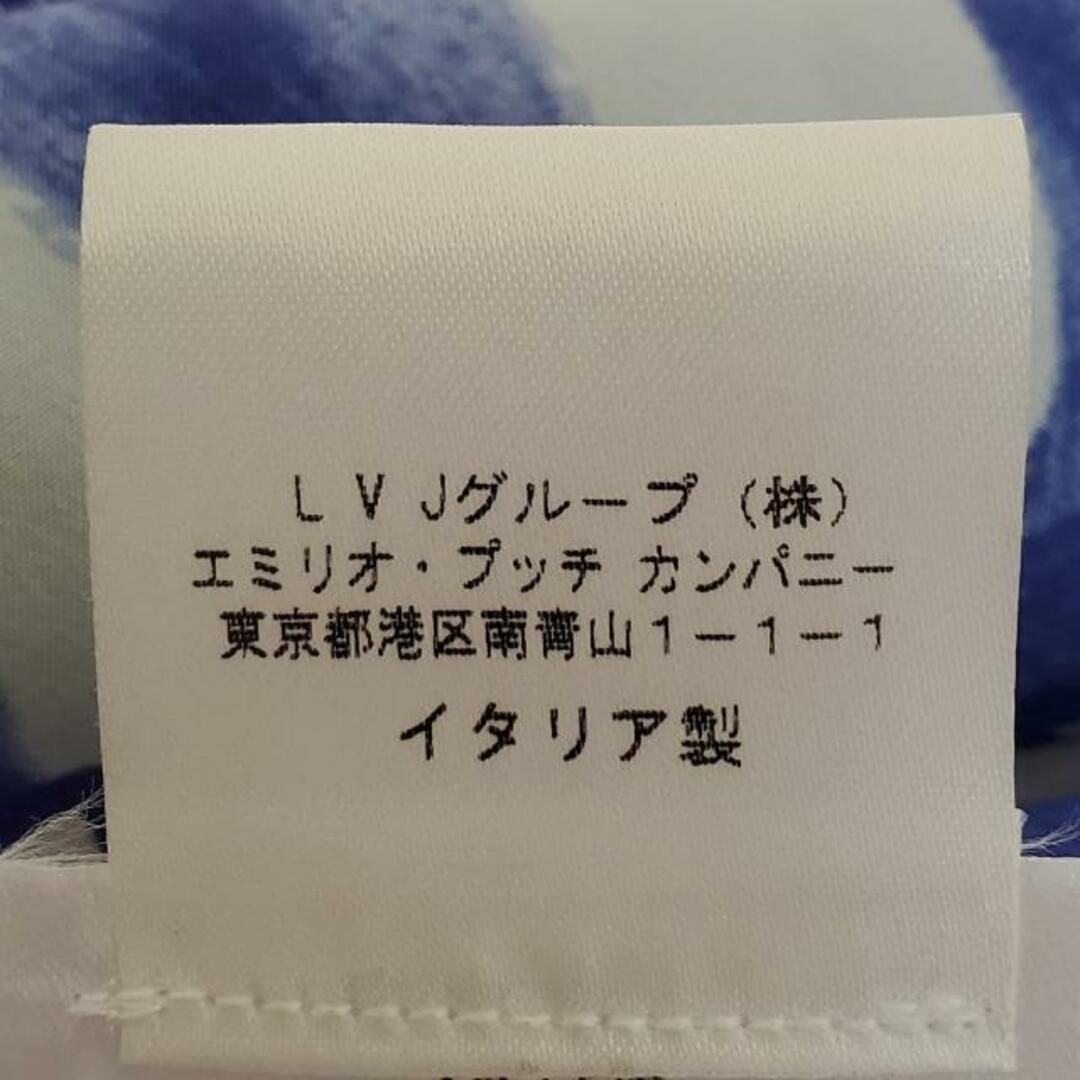 LVJグループ（株）
エミリオ・プッチ カンパニー
東京都港区南青山1－1－1
イタリア製